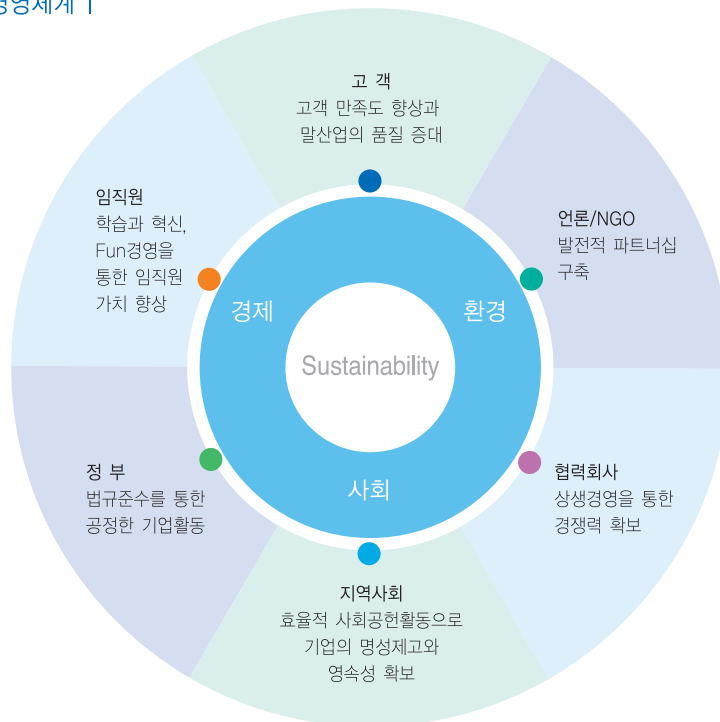 경영체계 |
고 객
고객 만족도 향상과
말산업의 품질 증대
임직원
학습과 혁신,
Fun경영을
통한 임직원
가치 향상
언론/NGO
발전적 파트너십
구축
경제
환경
Sustainability
사회
정 부
법규준수를 통한
공정한 기업활동
협력회사
상생경영을 통한
경쟁력 확보
지역사회
효율적 사회공헌활동으로
기업의 명성제고와
영속성 확보